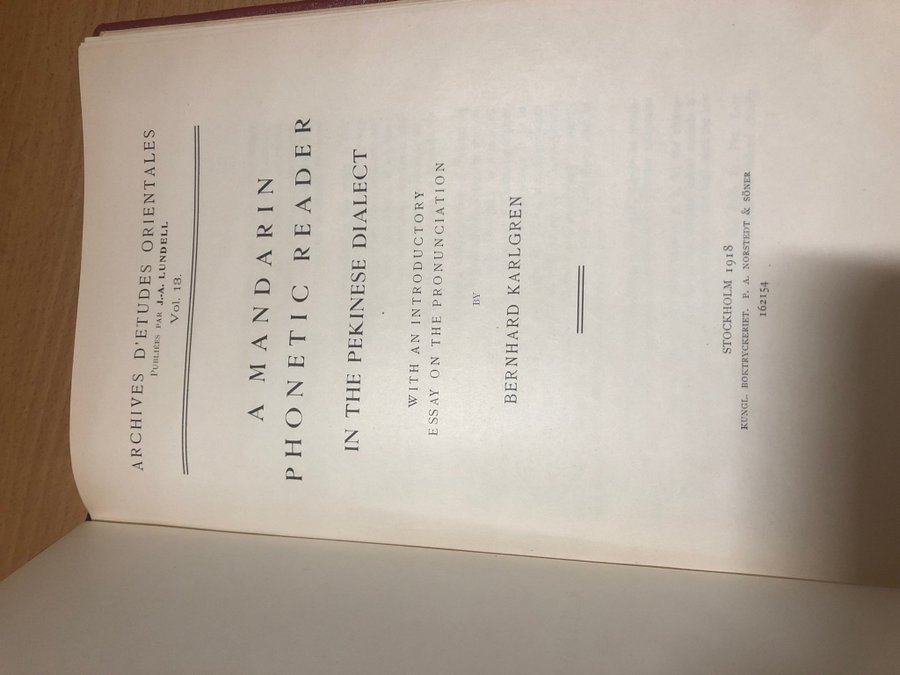 ARCHIVES D'ETUDES ORIENTALES
PUBLIÉES PAR J.-A. LUNDELL
Vol. 13.
A MANDARIN
PHONETIC READER
IN THE PEKINESE DIALECT
WITH AN INTRODUCTORY
ESSAY ON THE PRONUNCIATION
BY
BERNHARD KARLGREN
STOCKHOLM 1918
KUNGL. BOKTRYCKERIET. P. A. NORSTEDT & SÖNER
162154